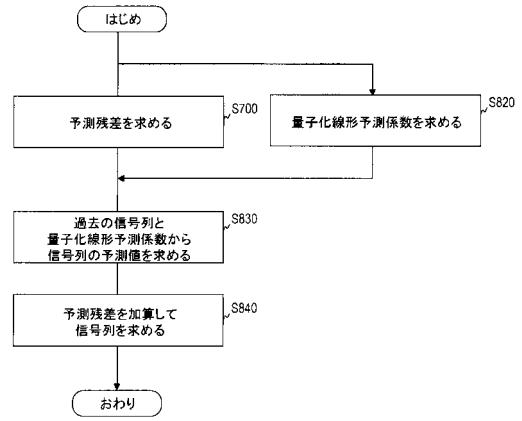 はじめ
S700
予測残差を求める
S820
量子化線形予測係数を求める
S830
過去の信号列と
量子化線形予測係数から
信号列の予測値を求める
S840
予測残差を加算して
信号列を求める
おわり